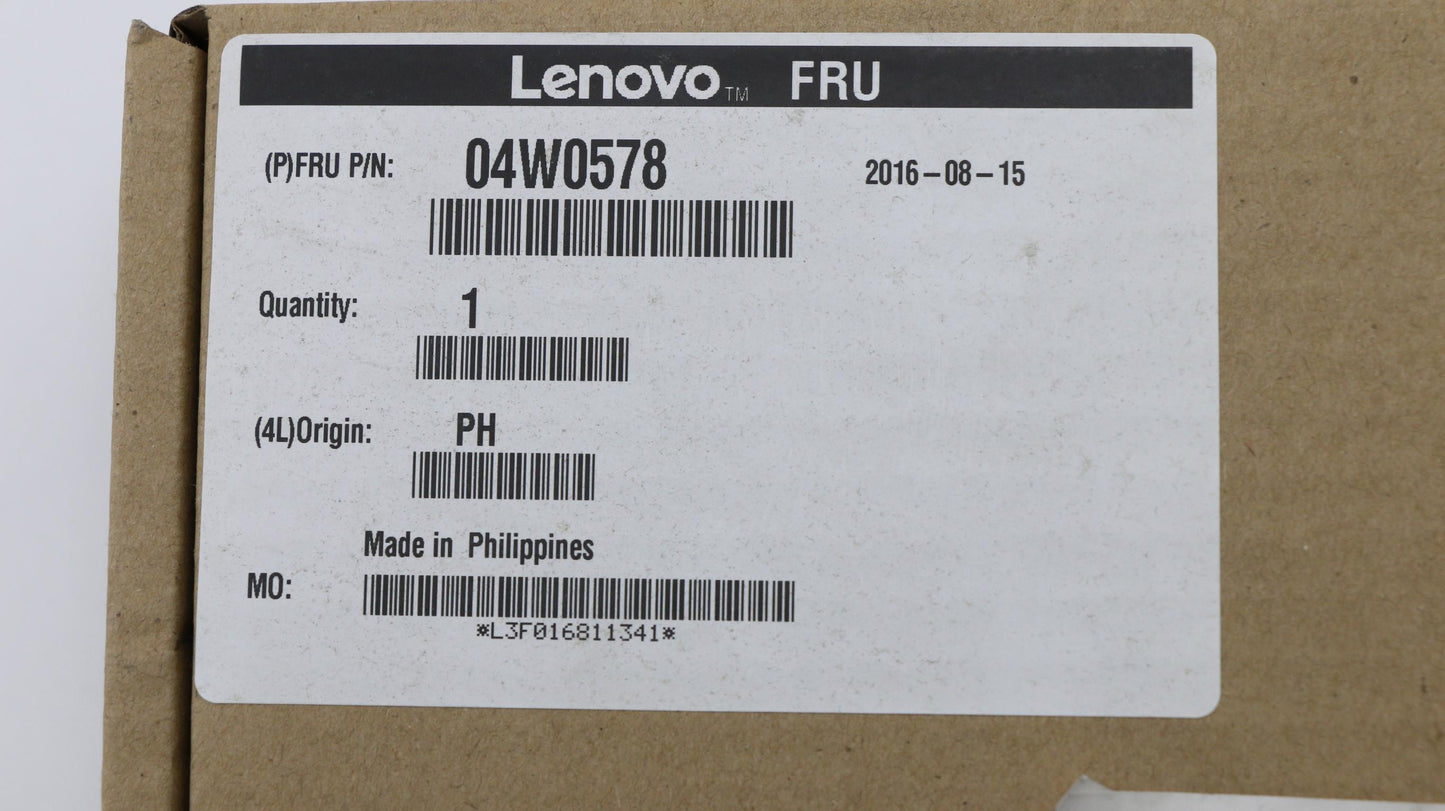 Lenovo™ FRU
(P)FRU P/N: 04W0578 2016-08-15
Quantity: 1
(4L)Origin: PH
Made in Philippines
MO:
*L3F016811341*